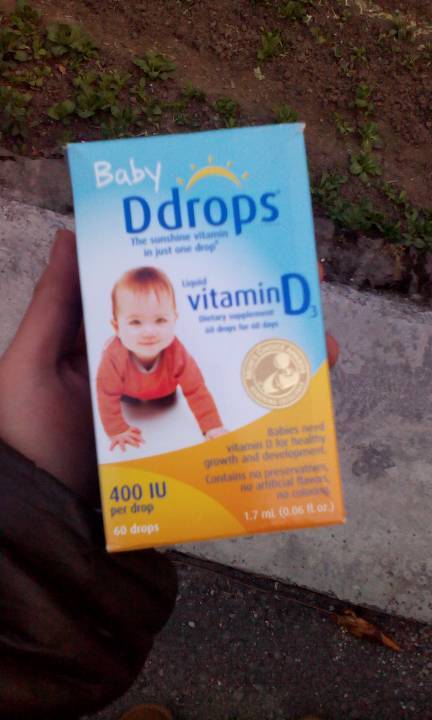 Baby
Ddrops
The sunshine vitamin
in just one drop
Liquid
vitamin D3
Dietary supplement
60 drops for 60 days
Babies need
vitamin D for healthy
growth and development.
Contains no preservatives,
no artificial flavors,
no coloring.
400 IU
per drop
60 drops
1.7 mL (0.06 fl.oz.)